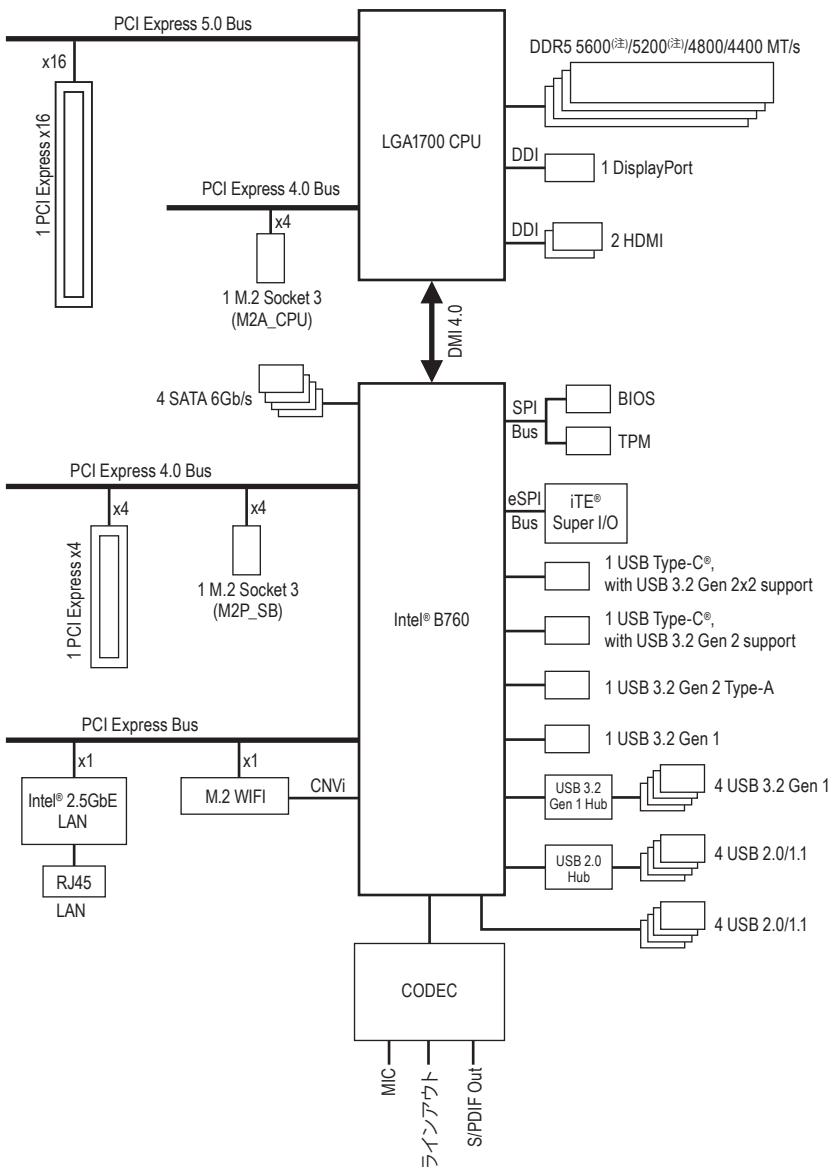 PCI Express 5.0 Bus
x16
1 PCI Express x16
LGA1700 CPU
DDR5 5600(注)/5200(注)/4800/4400 MT/s
DDI
1 DisplayPort
PCI Express 4.0 Bus
x4
1 M.2 Socket 3
(M2A_CPU)
DDI
2 HDMI
DMI 4.0
4 SATA 6Gb/s
SPI
Bus
BIOS
TPM
PCI Express 4.0 Bus
x4
x4
1 PCI Express x4
1 M.2 Socket 3
(M2P_SB)
eSPI
Bus
iTE®
Super I/O
Intel® B760
1 USB Type-C®,
with USB 3.2 Gen 2x2 support
1 USB Type-C®,
with USB 3.2 Gen 2 support
1 USB 3.2 Gen 2 Type-A
1 USB 3.2 Gen 1
PCI Express Bus
x1
x1
Intel® 2.5GbE
LAN
M.2 WIFI
CNVi
RJ45
LAN
USB 3.2
Gen 1 Hub
4 USB 3.2 Gen 1
USB 2.0
Hub
4 USB 2.0/1.1
4 USB 2.0/1.1
CODEC
MIC
ラインアウト
S/PDIF Out